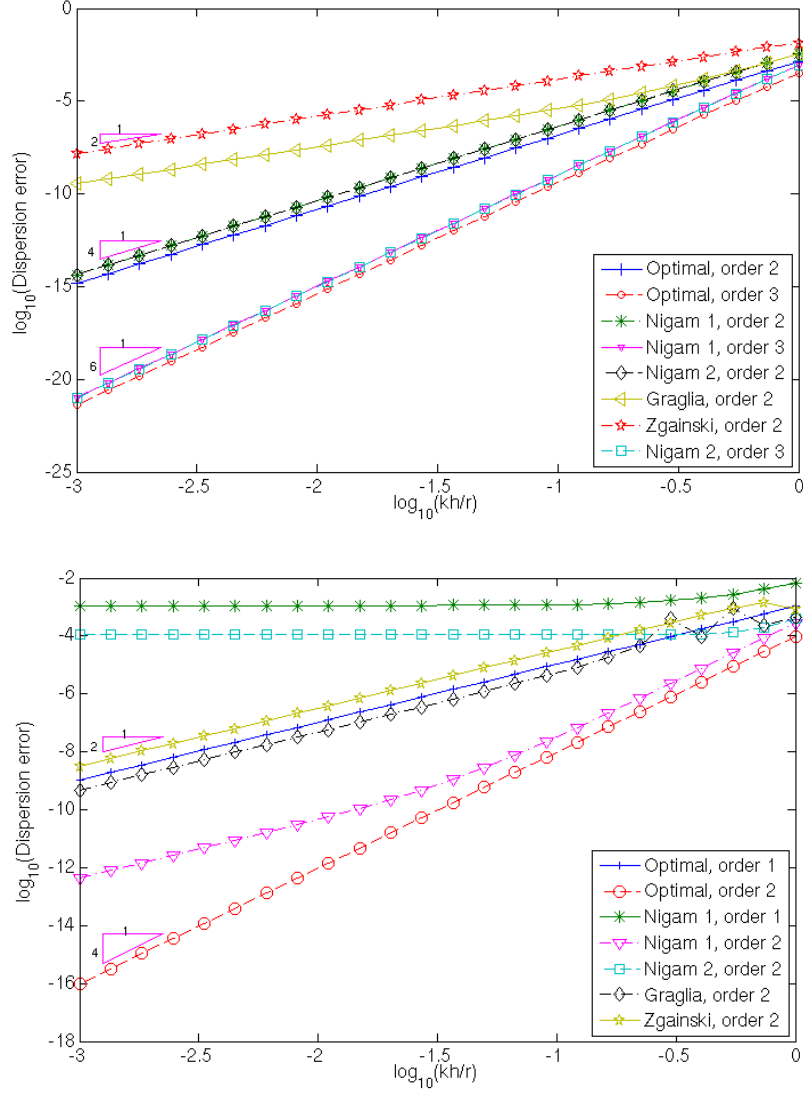 0
-5
-10
-15
-20
-25
log10(Dispersion error)
1
2
1
4
1
6
Optimal, order 2
Optimal, order 3
Nigam 1, order 2
Nigam 1, order 3
Nigam 2, order 2
Graglia, order 2
Zgainski, order 2
Nigam 2, order 3
-3 -2.5 -2 -1.5 -1 -0.5 0
log10(kh/r)
-2
-4
-6
-8
-10
-12
-14
-16
-18
log10(Dispersion error)
1
2
1
4
Optimal, order 1
Optimal, order 2
Nigam 1, order 1
Nigam 1, order 2
Nigam 2, order 2
Graglia, order 2
Zgainski, order 2
-3 -2.5 -2 -1.5 -1 -0.5 0
log10(kh/r)